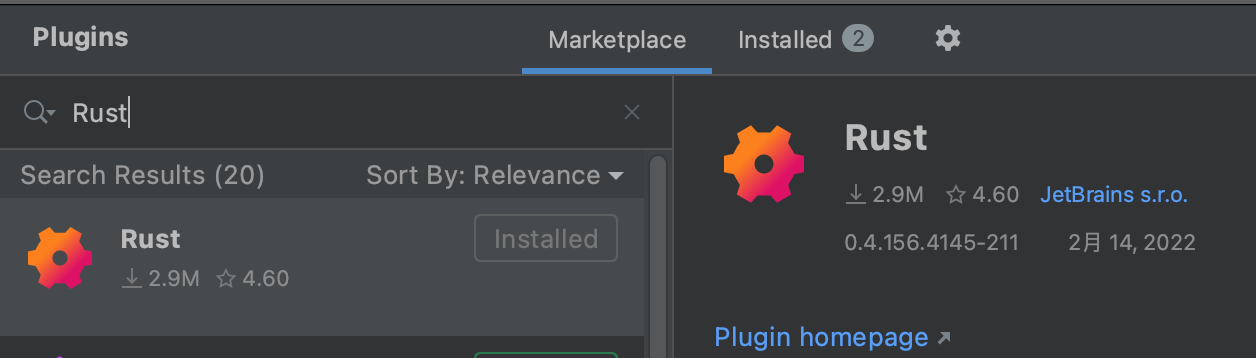 Plugins
Marketplace
Installed 2
Rust
Search Results (20)
Sort By: Relevance
Rust
Installed
2.9M 4.60
Rust
2.9M 4.60 JetBrains s.r.o.
0.4.156.4145-211 2月 14, 2022
Plugin homepage ↗